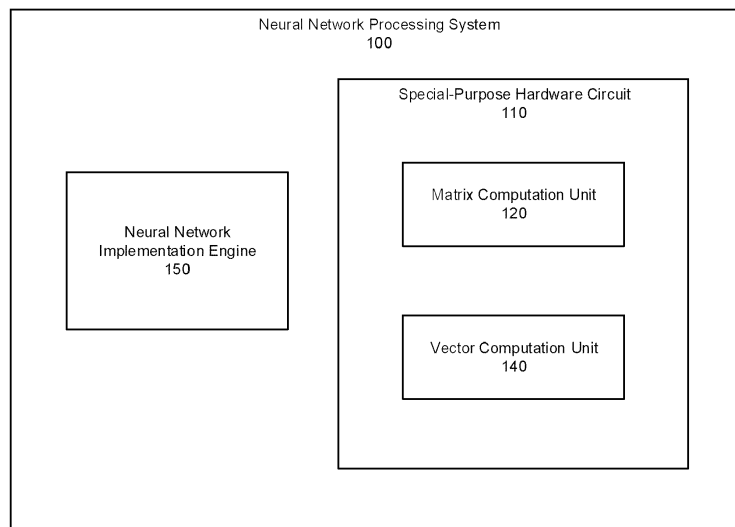 Neural Network Processing System
100
Special-Purpose Hardware Circuit
110
Matrix Computation Unit
120
Neural Network
Implementation Engine
150
Vector Computation Unit
140